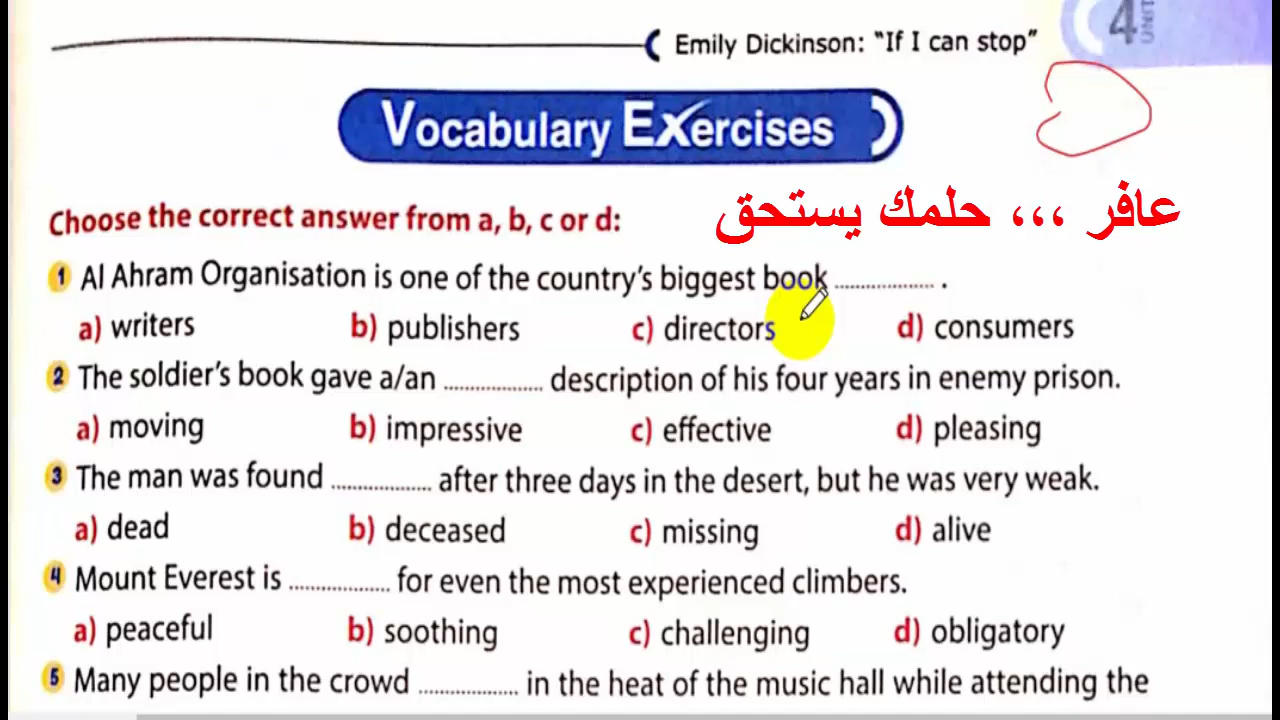 Emily Dickinson: "If I can stop"
4
UNIT
Vocabulary Exercises
Choose the correct answer from a, b, c or d:
عافر ،،، حلمك يستحق
1 Al Ahram Organisation is one of the country's biggest book .................... .
a) writers b) publishers c) directors d) consumers
2 The soldier's book gave a/an .................... description of his four years in enemy prison.
a) moving b) impressive c) effective d) pleasing
3 The man was found .................... after three days in the desert, but he was very weak.
a) dead b) deceased c) missing d) alive
4 Mount Everest is .................... for even the most experienced climbers.
a) peaceful b) soothing c) challenging d) obligatory
5 Many people in the crowd .................... in the heat of the music hall while attending the